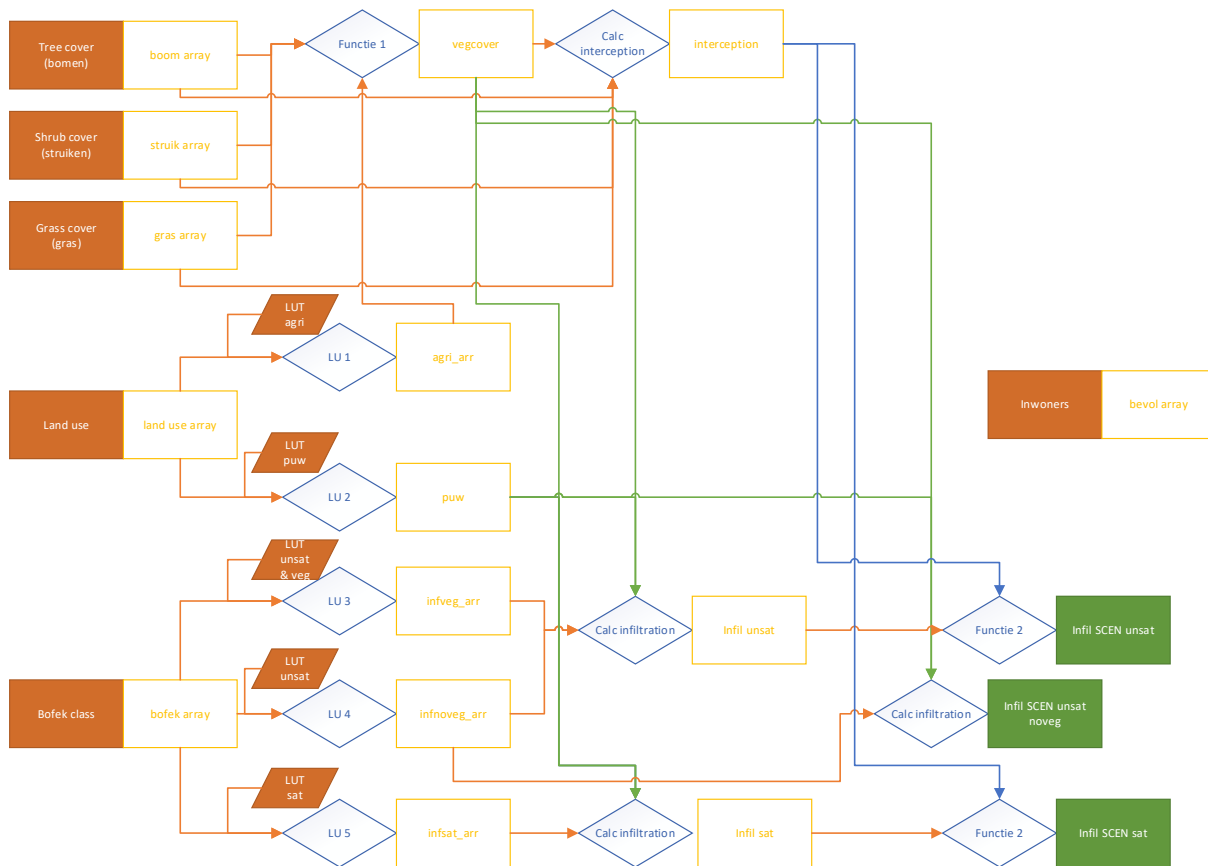 Tree cover
(bomen)
boom array
Functie 1
vegcover
Calc
interception
interception
Shrub cover
(struiken)
struik array
Grass cover
(gras)
gras array
LUT
agri
LU 1
agri_arr
Land use
land use array
Inwoners
bevol array
LUT
puw
LU 2
puw
LUT
unsat
& veg
LU 3
infveg_arr
Calc infiltration
Infil unsat
Functie 2
Infil SCEN unsat
LUT
unsat
Bofek class
bofek array
LU 4
infnoveg_arr
Calc infiltration
Infil SCEN unsat
noveg
LUT
sat
LU 5
infsat_arr
Calc infiltration
Infil sat
Functie 2
Infil SCEN sat